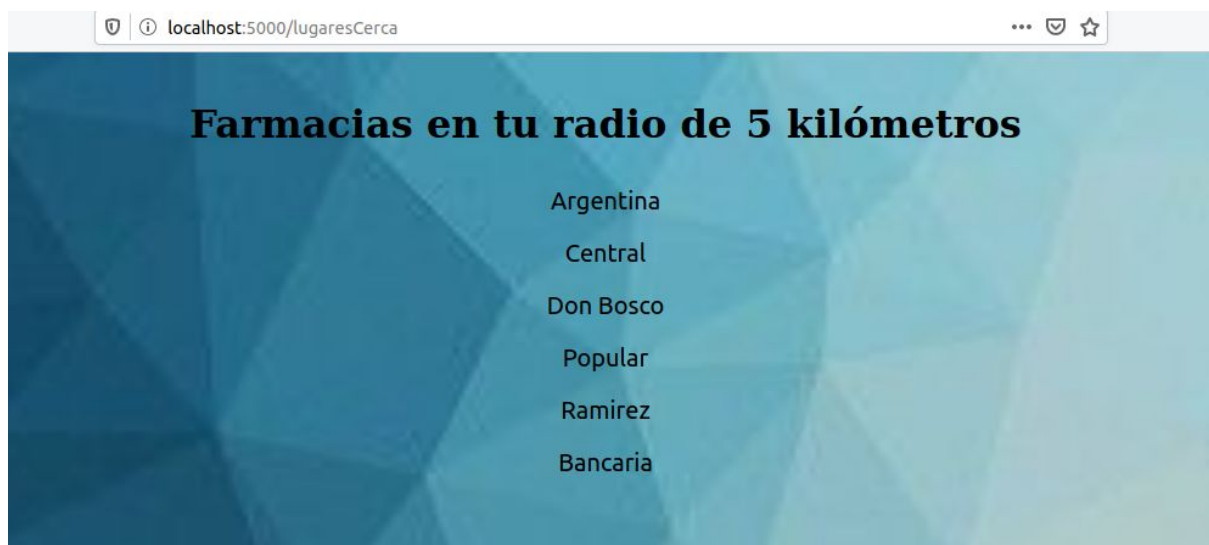 localhost:5000/lugaresCerca
Farmacias en tu radio de 5 kilómetros
Argentina
Central
Don Bosco
Popular
Ramirez
Bancaria